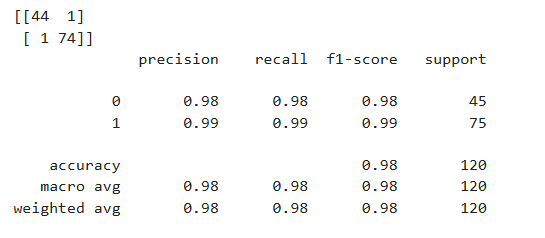 [[44  1]
 [ 1 74]]
              precision    recall  f1-score   support

           0       0.98      0.98      0.98        45
           1       0.99      0.99      0.99        75

    accuracy                           0.98       120
   macro avg       0.98      0.98      0.98       120
weighted avg       0.98      0.98      0.98       120